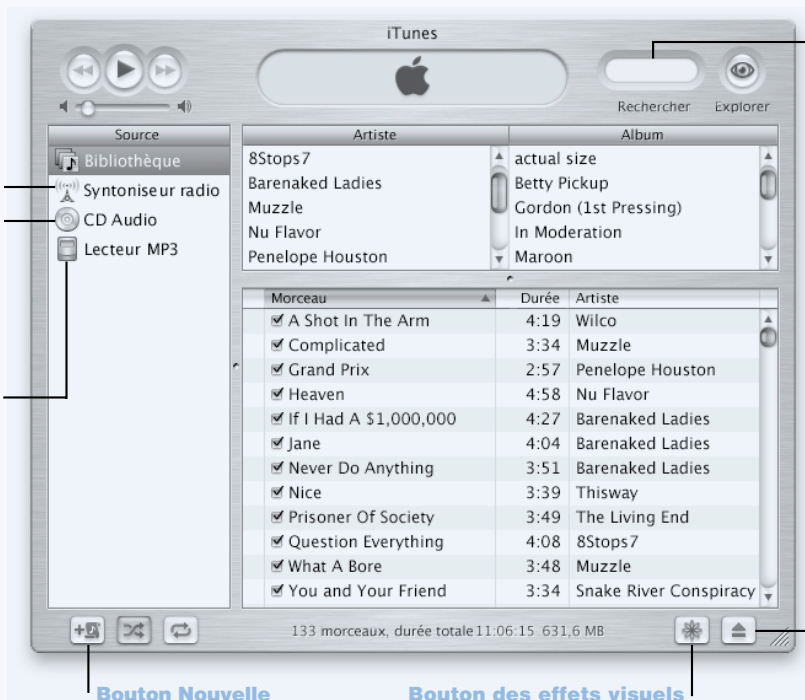 iTunes
Rechercher Explorer
Source
Bibliothèque
Syntoniseur radio
CD Audio
Lecteur MP3
Artiste Album
8Stops7 actual size
Barenaked Ladies Betty Pickup
Muzzle Gordon (1st Pressing)
Nu Flavor In Moderation
Penelope Houston Maroon
Morceau Durée Artiste
A Shot In The Arm 4:19 Wilco
Complicated 3:34 Muzzle
Grand Prix 2:57 Penelope Houston
Heaven 4:58 Nu Flavor
If I Had A $1,000,000 4:27 Barenaked Ladies
Jane 4:04 Barenaked Ladies
Never Do Anything 3:51 Barenaked Ladies
Nice 3:39 Thisway
Prisoner Of Society 3:49 The Living End
Question Everything 4:08 8Stops7
What A Bore 3:48 Muzzle
You and Your Friend 3:34 Snake River Conspiracy
133 morceaux, durée totale 11:06:15 631,6 MB
Bouton Nouvelle Bouton des effets visuels